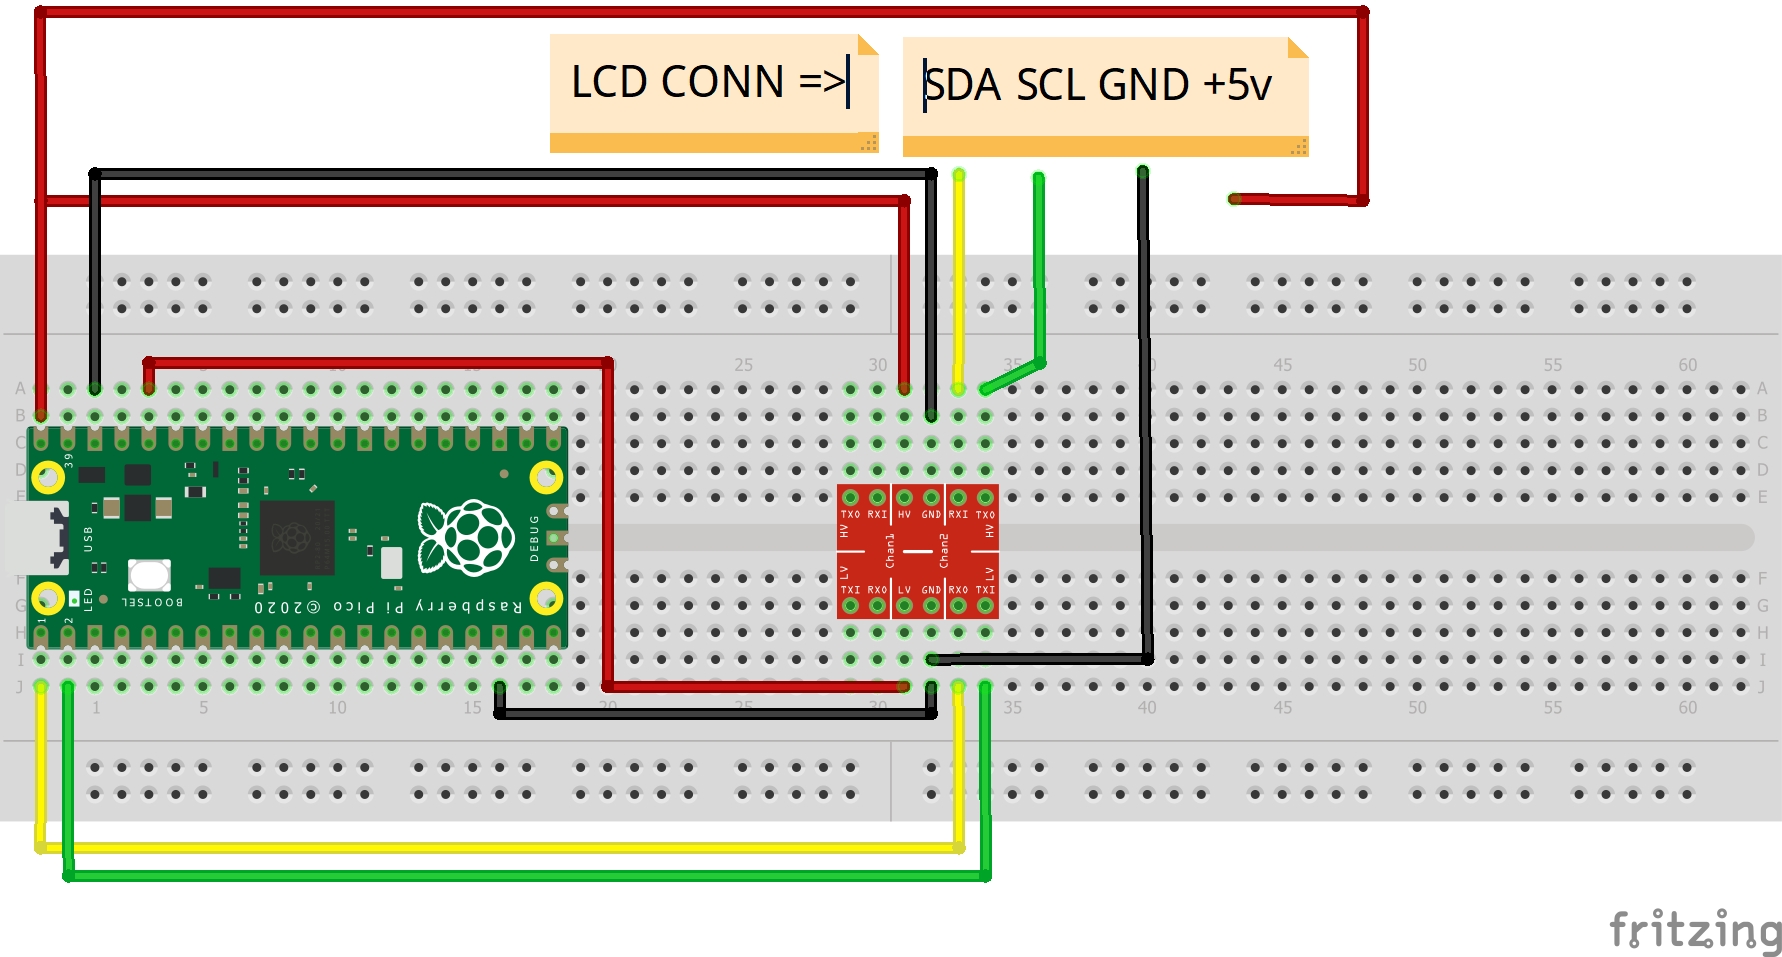 LCD CONN =>
SDA SCL GND +5v
20 25 30 35 40 45 50 55 60
A A
B B
C C
D D
E E
39
USB
DEBUG
TXO RXI HV GND RXI TXO
HV HV
Chan1 Chan2
LV LV
TXI RXO LV GND RXO TXI
F F
G G
LED
BOOTSEL
Raspberry Pi Pico ©2020
1 2
H H
I I
J J
1 5 10 15 20 25 30 35 40 45 50 55 60
fritzing